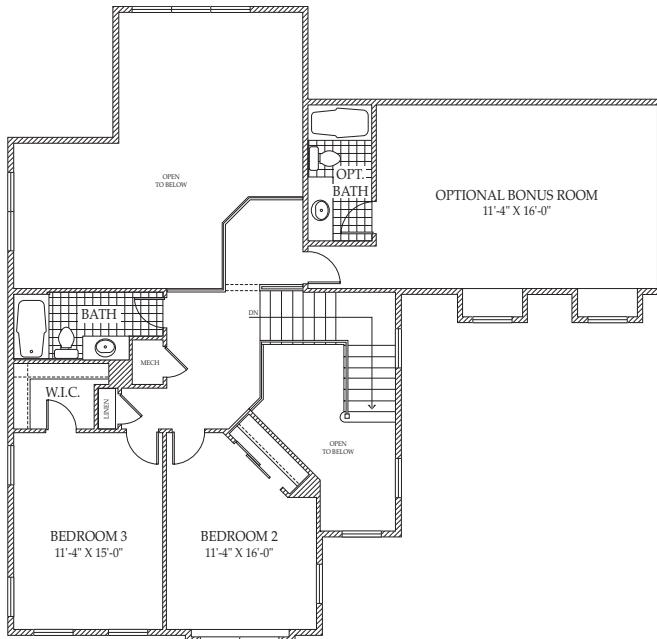 OPEN
TO BELOW
OPT.
BATH
OPTIONAL BONUS ROOM
11'-4" X 16'-0"
BATH
DN
MECH
W.I.C.
LINEN
OPEN
TO BELOW
BEDROOM 3
11'-4" X 15'-0"
BEDROOM 2
11'-4" X 16'-0"